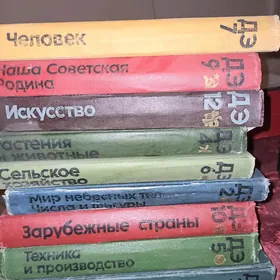 Человек
ДЭ
7
Наша Советская
Родина
ДЭ
9
Искусство
ДЭ
12
Растения
и животные
ДЭ
Сельское
хозяйство
ДЭ
6
Мир небесных тел
Числа и фигуры
ДЭ
2
Зарубежные страны
ДЭ
10
Техника
и производство
ДЭ
5